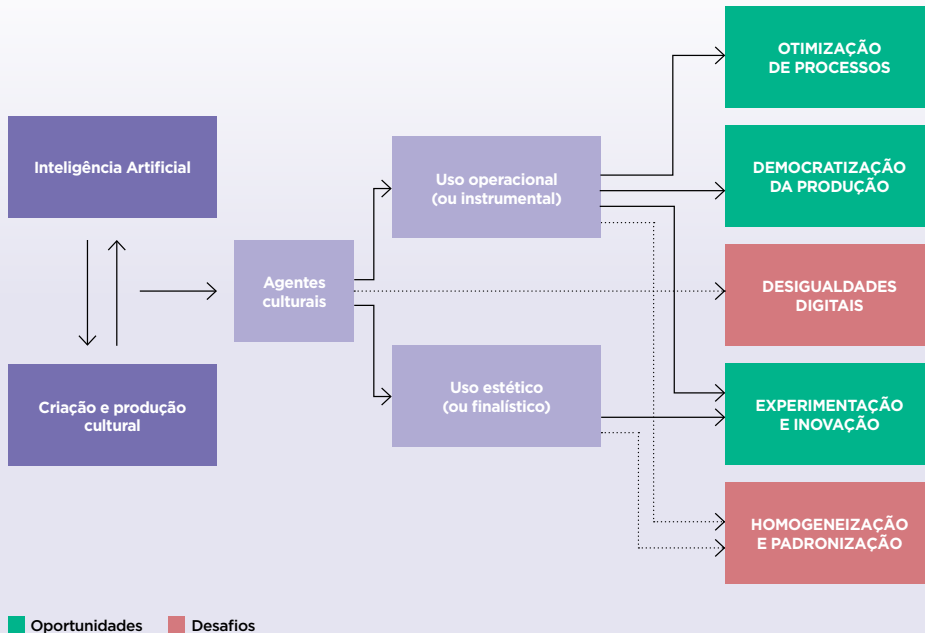 Inteligência Artificial
Criação e produção
cultural
Agentes
culturais
Uso operacional
(ou instrumental)
Uso estético
(ou finalístico)
OTIMIZAÇÃO
DE PROCESSOS
DEMOCRATIZAÇÃO
DA PRODUÇÃO
DESIGUALDADES
DIGITAIS
EXPERIMENTAÇÃO
E INOVAÇÃO
HOMOGENEIZAÇÃO
E PADRONIZAÇÃO
Oportunidades
Desafios